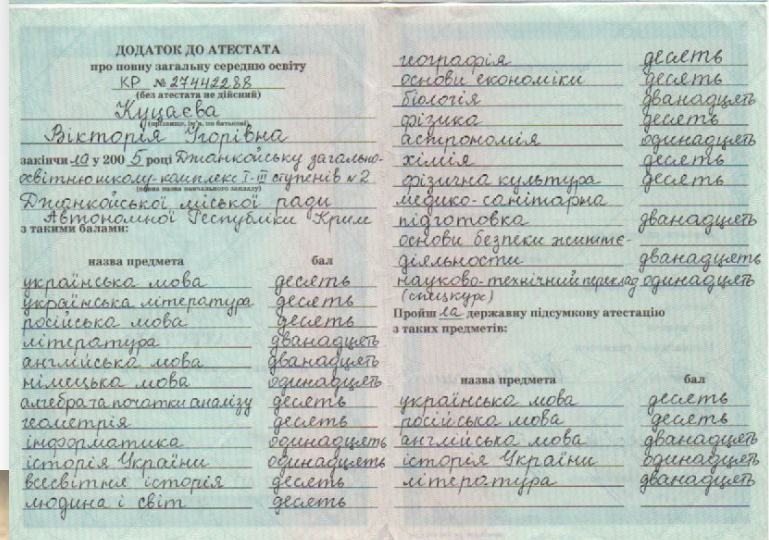 ДОДАТОК ДО АТЕСТАТА
про повну загальну середню освіту
КР № 27442288
(без атестата не дійсний)
Куцаєва
(прізвище, ім'я, по батькові)
Вікторія Ігорівна
закінчила у 2005 році Джанкойську загально-
освітню школу-комплекс І-ІІІ ступенів №2
(повна назва навчального закладу)
Джанкойської міської ради
Автономної Республіки Крим
з такими балами:
назва предмета бал
українська мова десять
українська література десять
російська мова десять
література дванадцять
англійська мова дванадцять
німецька мова одинадцять
алгебра та початки аналізу десять
геометрія десять
інформатика одинадцять
історія України одинадцять
всесвітня історія десять
людина і світ десять
географія десять
основи економіки десять
біологія дванадцять
фізика десять
астрономія одинадцять
хімія десять
фізична культура десять
медико-санітарна
підготовка дванадцять
основи безпеки життє-
діяльности дванадцять
науково-технічний переклад одинадцять
(спецкурс)
Пройшла державну підсумкову атестацію
з таких предметів:
назва предмета бал
українська мова десять
російська мова десять
англійська мова дванадцять
історія України одинадцять
література дванадцять